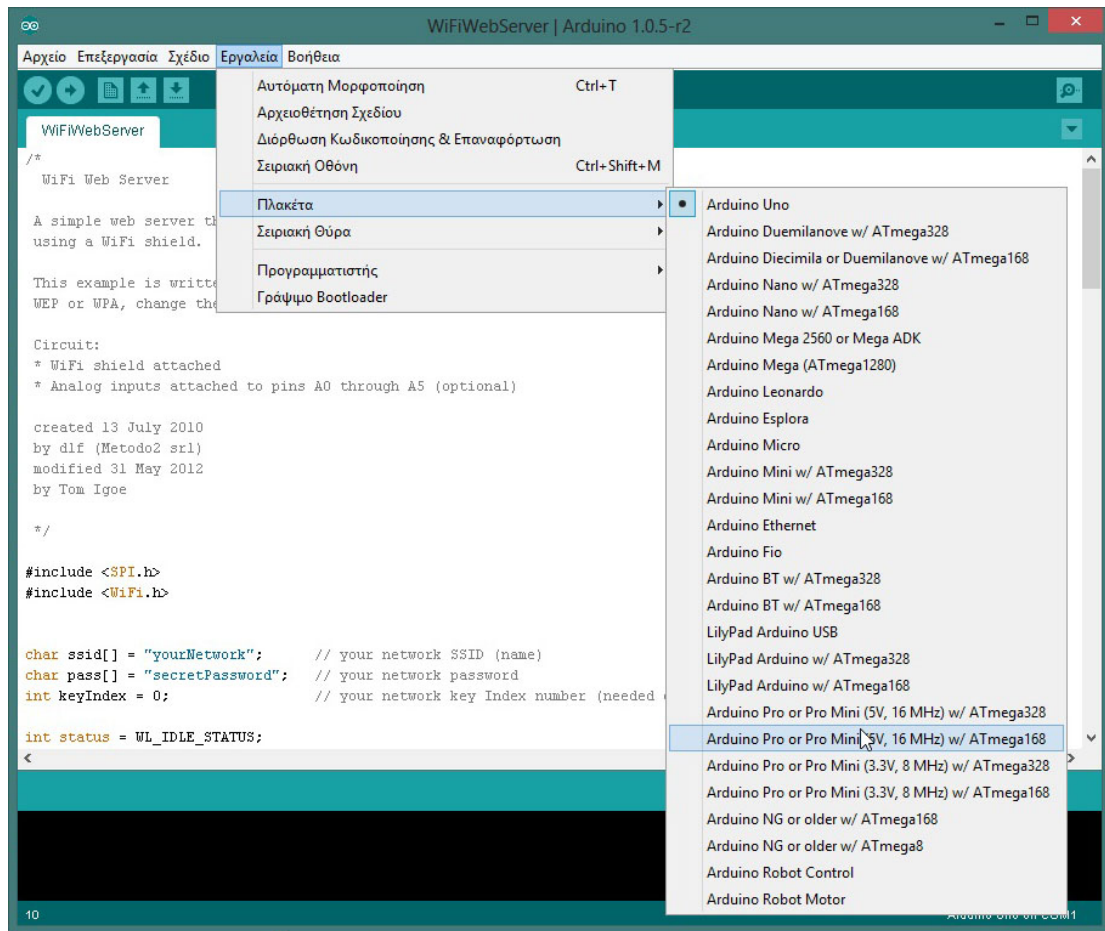 WiFiWebServer | Arduino 1.0.5-r2
Αρχείο Επεξεργασία Σχέδιο Εργαλεία Βοήθεια
Αυτόματη Μορφοποίηση Ctrl+T
Αρχειοθέτηση Σχεδίου
Διόρθωση Κωδικοποίησης & Επαναφόρτωση
Σειριακή Οθόνη Ctrl+Shift+M
Πλακέτα
Σειριακή Θύρα
Προγραμματιστής
Γράψιμο Bootloader
Arduino Uno
Arduino Duemilanove w/ ATmega328
Arduino Diecimila or Duemilanove w/ ATmega168
Arduino Nano w/ ATmega328
Arduino Nano w/ ATmega168
Arduino Mega 2560 or Mega ADK
Arduino Mega (ATmega1280)
Arduino Leonardo
Arduino Esplora
Arduino Micro
Arduino Mini w/ ATmega328
Arduino Mini w/ ATmega168
Arduino Ethernet
Arduino Fio
Arduino BT w/ ATmega328
Arduino BT w/ ATmega168
LilyPad Arduino USB
LilyPad Arduino w/ ATmega328
LilyPad Arduino w/ ATmega168
Arduino Pro or Pro Mini (5V, 16 MHz) w/ ATmega328
Arduino Pro or Pro Mini (5V, 16 MHz) w/ ATmega168
Arduino Pro or Pro Mini (3.3V, 8 MHz) w/ ATmega328
Arduino Pro or Pro Mini (3.3V, 8 MHz) w/ ATmega168
Arduino NG or older w/ ATmega168
Arduino NG or older w/ ATmega8
Arduino Robot Control
Arduino Robot Motor
WiFiWebServer
/*
WiFi Web Server
A simple web server th
using a WiFi shield.
This example is writte
WEP or WPA, change the
Circuit:
* WiFi shield attached
* Analog inputs attached to pins A0 through A5 (optional)
created 13 July 2010
by dlf (Metodo2 srl)
modified 31 May 2012
by Tom Igoe
*/
#include <SPI.h>
#include <WiFi.h>
char ssid[] = "yourNetwork"; // your network SSID (name)
char pass[] = "secretPassword"; // your network password
int keyIndex = 0; // your network key Index number (needed
int status = WL_IDLE_STATUS;
10
Arduino Uno on COM1